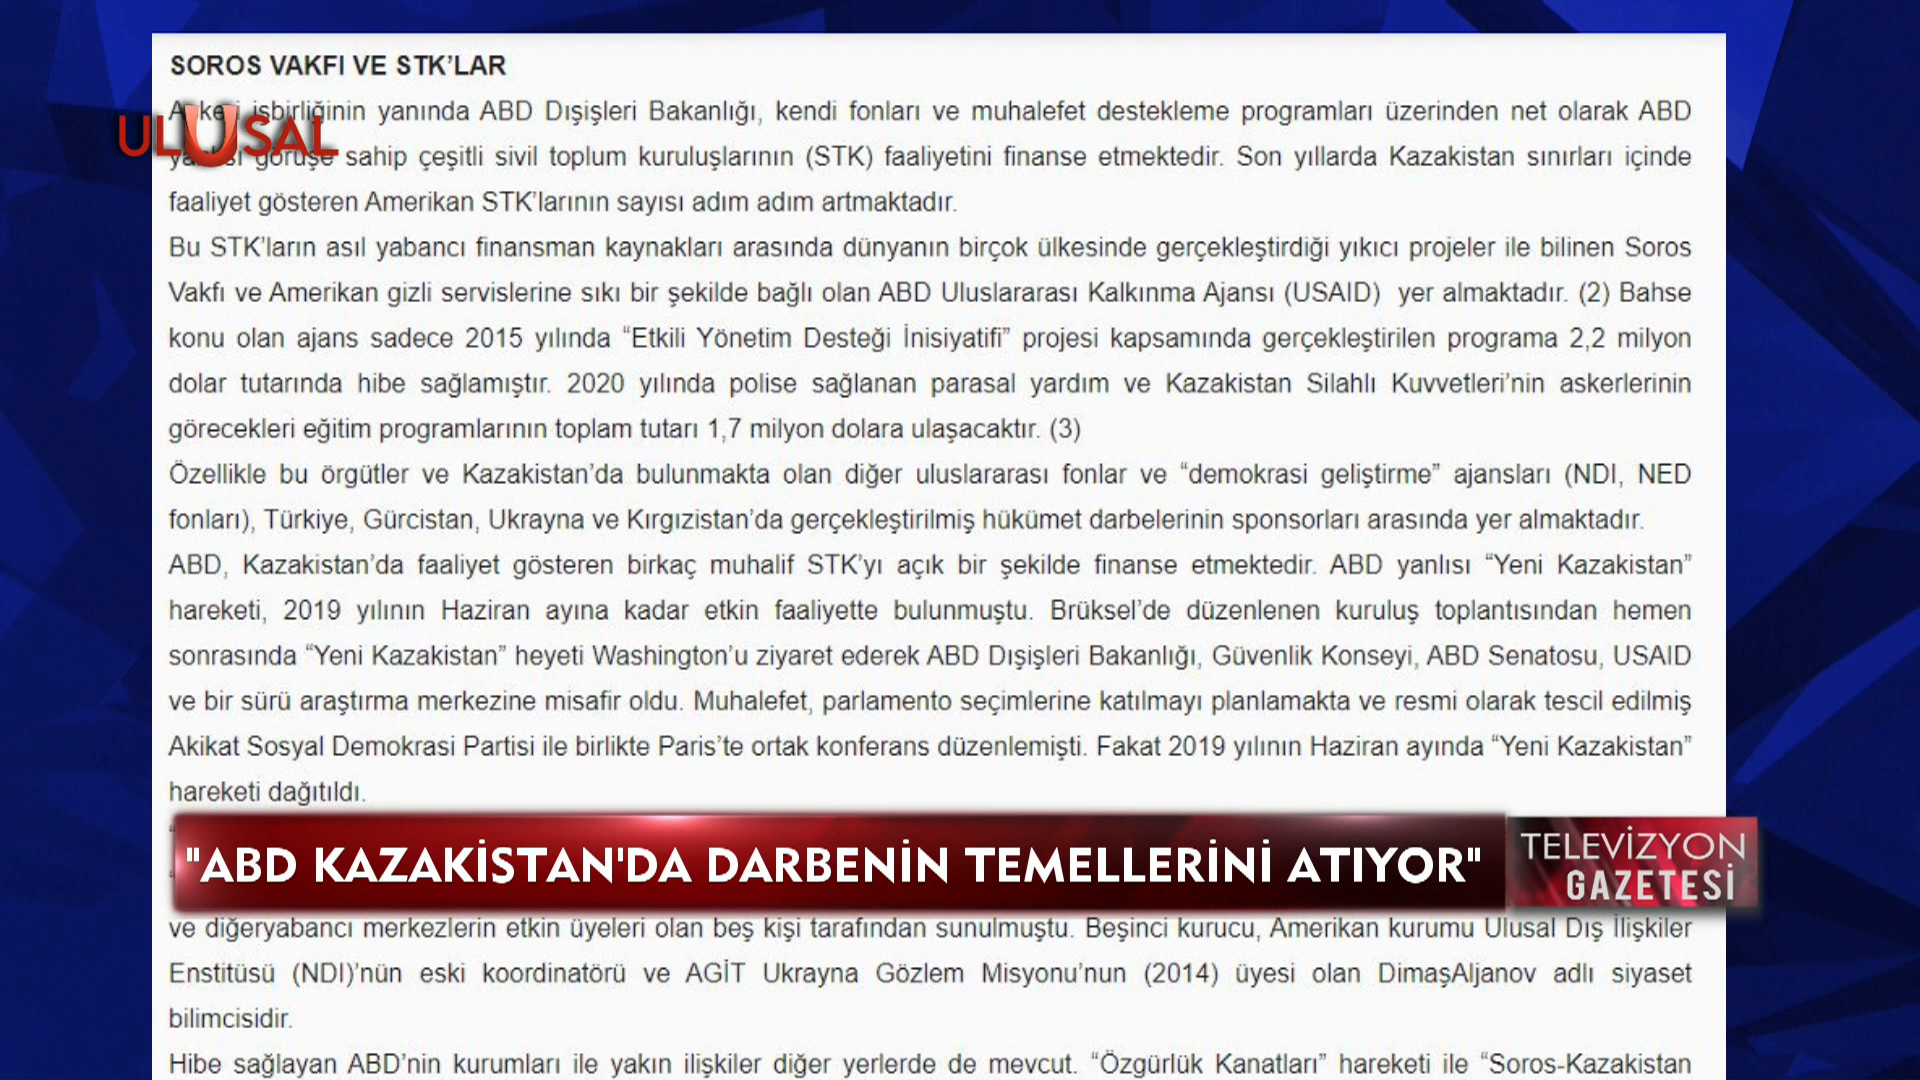 SOROS VAKFI VE STK’LAR
işbirliğinin yanında ABD Dışişleri Bakanlığı, kendi fonları ve muhalefet destekleme programları üzerinden net olarak ABD
ULUSAL
görüşe sahip çeşitli sivil toplum kuruluşlarının (STK) faaliyetini finanse etmektedir. Son yıllarda Kazakistan sınırları içinde
faaliyet gösteren Amerikan STK’larının sayısı adım adım artmaktadır.
Bu STK’ların asıl yabancı finansman kaynakları arasında dünyanın birçok ülkesinde gerçekleştirdiği yıkıcı projeler ile bilinen Soros
Vakfı ve Amerikan gizli servislerine sıkı bir şekilde bağlı olan ABD Uluslararası Kalkınma Ajansı (USAID) yer almaktadır. (2) Bahse
konu olan ajans sadece 2015 yılında “Etkili Yönetim Desteği İnisiyatifi” projesi kapsamında gerçekleştirilen programa 2,2 milyon
dolar tutarında hibe sağlamıştır. 2020 yılında polise sağlanan parasal yardım ve Kazakistan Silahlı Kuvvetleri’nin askerlerinin
görecekleri eğitim programlarının toplam tutarı 1,7 milyon dolara ulaşacaktır. (3)
Özellikle bu örgütler ve Kazakistan’da bulunmakta olan diğer uluslararası fonlar ve “demokrasi geliştirme” ajansları (NDI, NED
fonları), Türkiye, Gürcistan, Ukrayna ve Kırgızistan’da gerçekleştirilmiş hükümet darbelerinin sponsorları arasında yer almaktadır.
ABD, Kazakistan’da faaliyet gösteren birkaç muhalif STK’yı açık bir şekilde finanse etmektedir. ABD yanlısı “Yeni Kazakistan”
hareketi, 2019 yılının Haziran ayına kadar etkin faaliyette bulunmuştu. Brüksel’de düzenlenen kuruluş toplantısından hemen
sonrasında “Yeni Kazakistan” heyeti Washington’u ziyaret ederek ABD Dışişleri Bakanlığı, Güvenlik Konseyi, ABD Senatosu, USAID
ve bir sürü araştırma merkezine misafir oldu. Muhalefet, parlamento seçimlerine katılmayı planlamakta ve resmi olarak tescil edilmiş
Akikat Sosyal Demokrasi Partisi ile birlikte Paris’te ortak konferans düzenlemişti. Fakat 2019 yılının Haziran ayında “Yeni Kazakistan”
hareketi dağıtıldı.
"ABD KAZAKİSTAN'DA DARBENİN TEMELLERİNİ ATIYOR"
TELEVİZYON
GAZETESİ
ve diğeryabancı merkezlerin etkin üyeleri olan beş kişi tarafından sunulmuştu. Beşinci kurucu, Amerikan kurumu Ulusal Dış İlişkiler
Enstitüsü (NDI)’nün eski koordinatörü ve AGİT Ukrayna Gözlem Misyonu’nun (2014) üyesi olan DimaşAljanov adlı siyaset
bilimcisidir.
Hibe sağlayan ABD’nin kurumları ile yakın ilişkiler diğer yerlerde de mevcut. “Özgürlük Kanatları” hareketi ile “Soros-Kazakistan